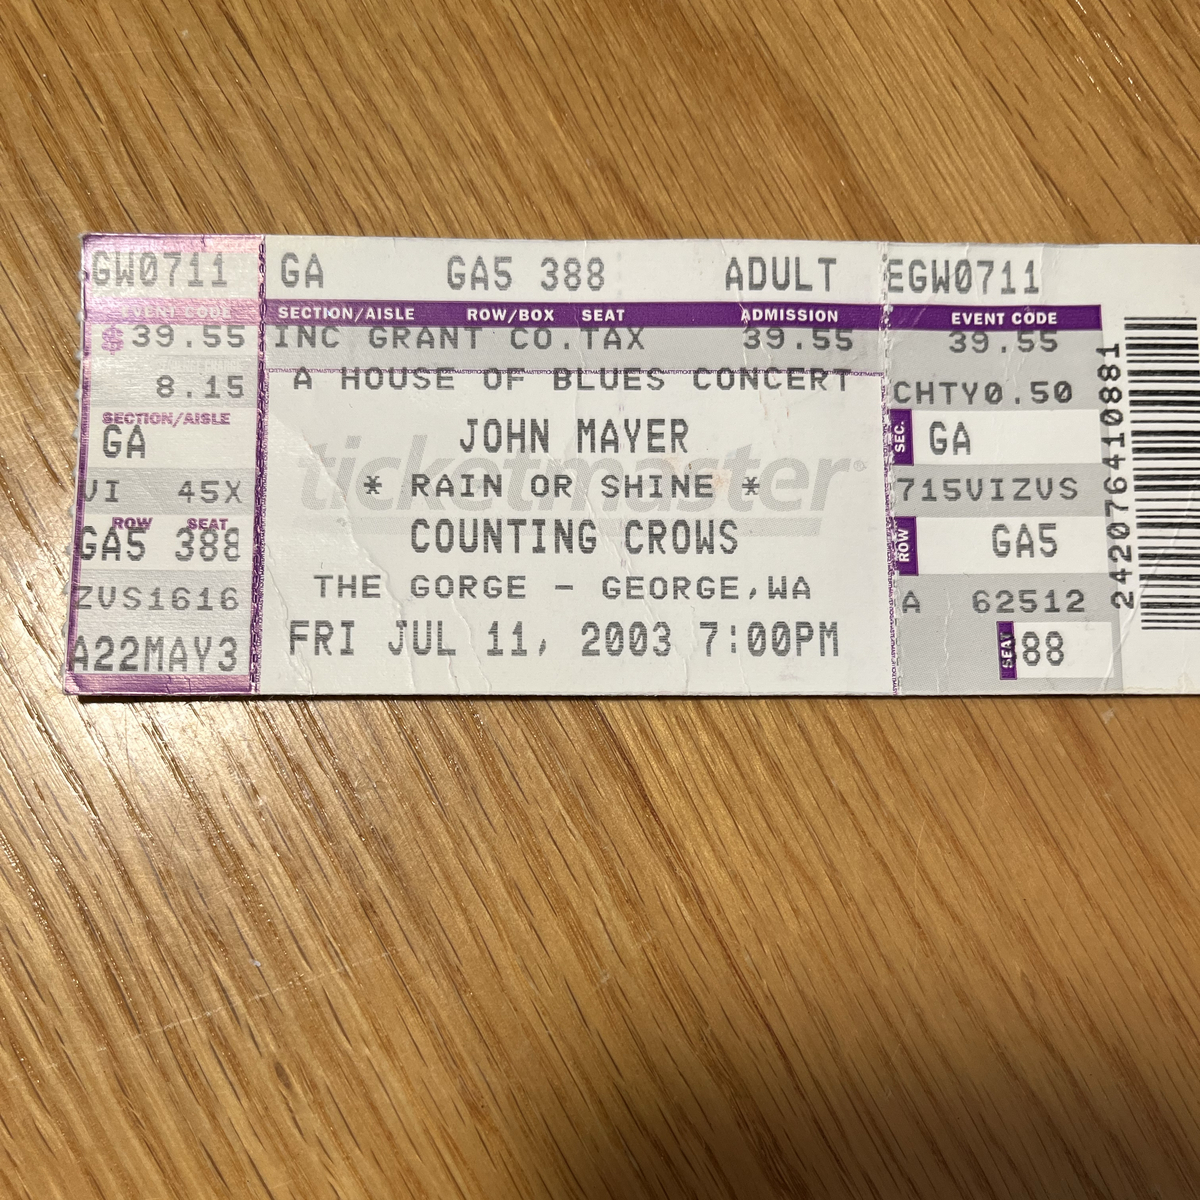 GW0711
EVENT CODE
$39.55
8.15
SECTION/AISLE
GA
VI 45X
ROW SEAT
GA5 388
ZVS1616
A22MAY3
GA GA5 388 ADULT
SECTION/AISLE ROW/BOX SEAT ADMISSION
INC GRANT CO.TAX 39.55
A HOUSE OF BLUES CONCERT
ticketmaster®
JOHN MAYER
* RAIN OR SHINE *
COUNTING CROWS
THE GORGE - GEORGE,WA
FRI JUL 11, 2003 7:00PM
EGW0711
EVENT CODE
39.55
CHTY0.50
SEC. GA
715VIZVS
ROW GA5
A 62512
SEAT 88
242076410881